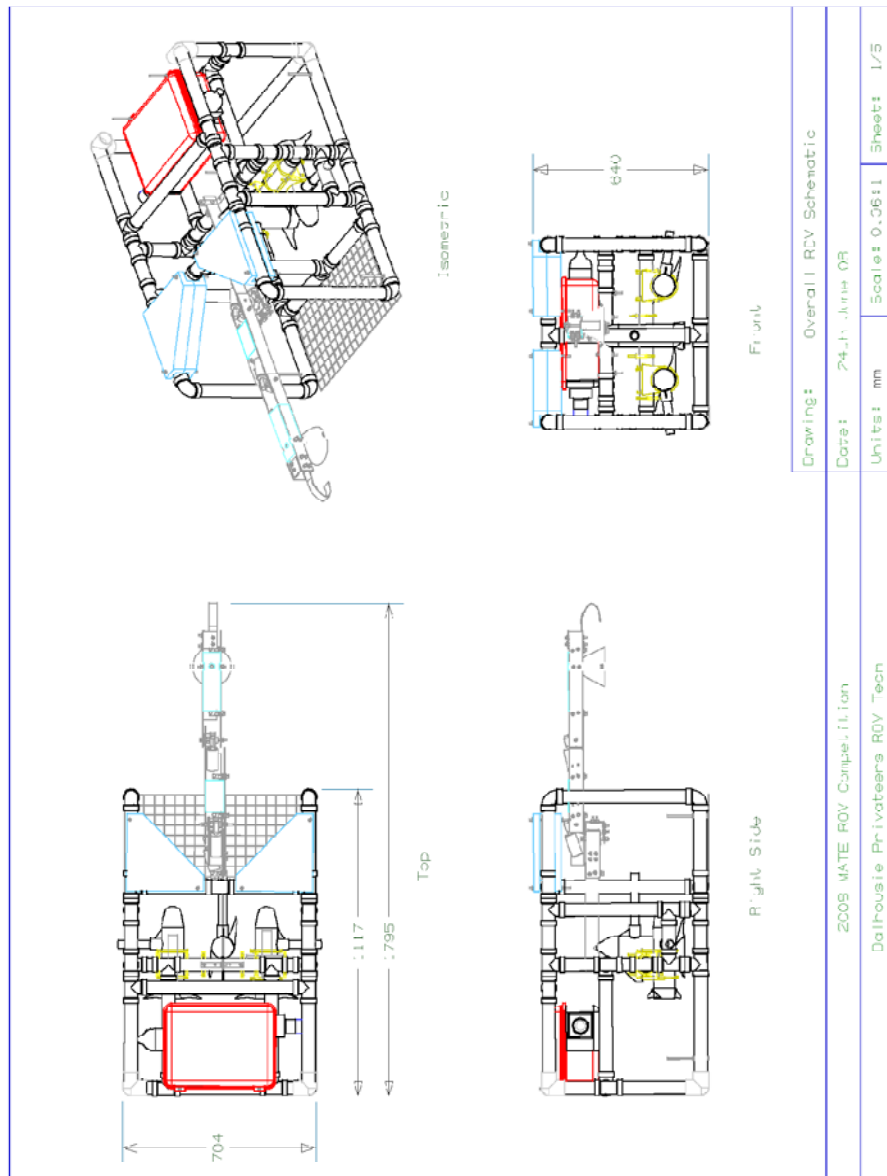 Isometric
640
Front
Top
1117
1795
704
Right Side
Drawing: Overall ROV Schematic
Date: 24th June 08
2008 MATE ROV Competition
Dalhousie Privateers ROV Team
Units: mm Scale: 0.06:1 Sheet: 1/5